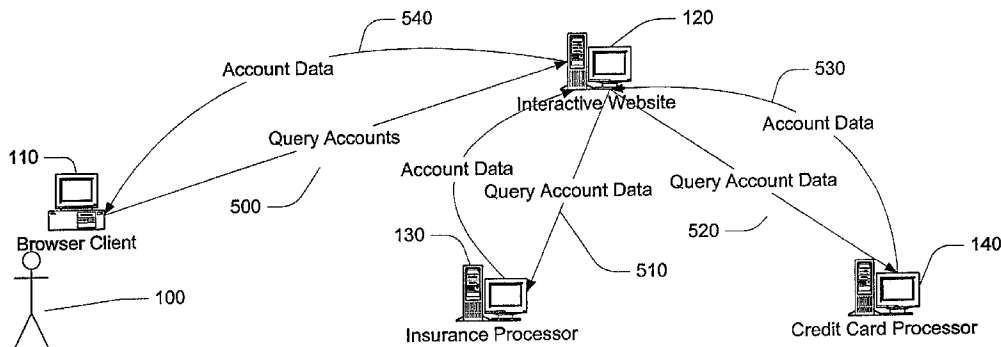 540
120
Account Data
530
Interactive Website
Account Data
Query Accounts
110
Account Data
Query Account Data
Query Account Data
500
520
Browser Client
130
510
140
100
Insurance Processor
Credit Card Processor